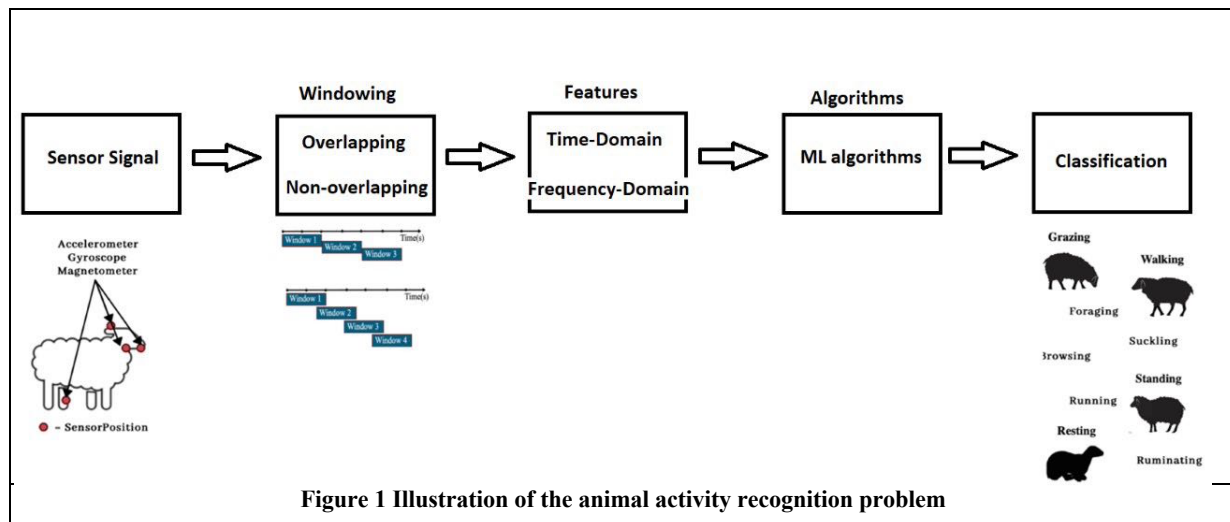 Windowing
Features
Algorithms
Sensor Signal
Overlapping
Non-overlapping
Time-Domain
Frequency-Domain
ML algorithms
Classification
Accelerometer
Gyroscope
Magnetometer
= SensorPosition
Window 1
Time(s)
Window 2
Window 3
Window 1
Time(s)
Window 2
Window 3
Window 4
Grazing
Walking
Foraging
Suckling
Browsing
Standing
Running
Resting
Ruminating
Figure 1 Illustration of the animal activity recognition problem